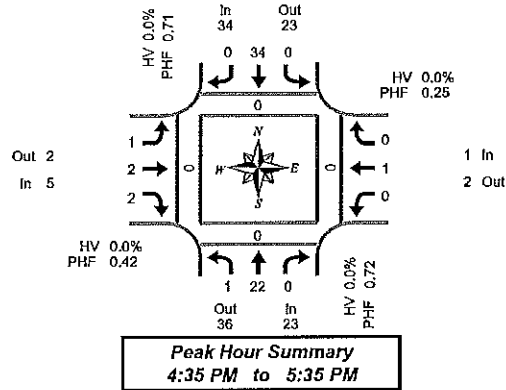 HV 0.0%
PHF 0.71
In
34
Out
23
0 34 0
HV 0.0%
PHF 0.25
0
1
2
2
0
0
0
1
0
Out 2
In 5
1 In
2 Out
N
W E
S
HV 0.0%
PHF 0.42
0
1 22 0
Out
36
In
23
HV 0.0%
PHF 0.72
Peak Hour Summary
4:35 PM to 5:35 PM